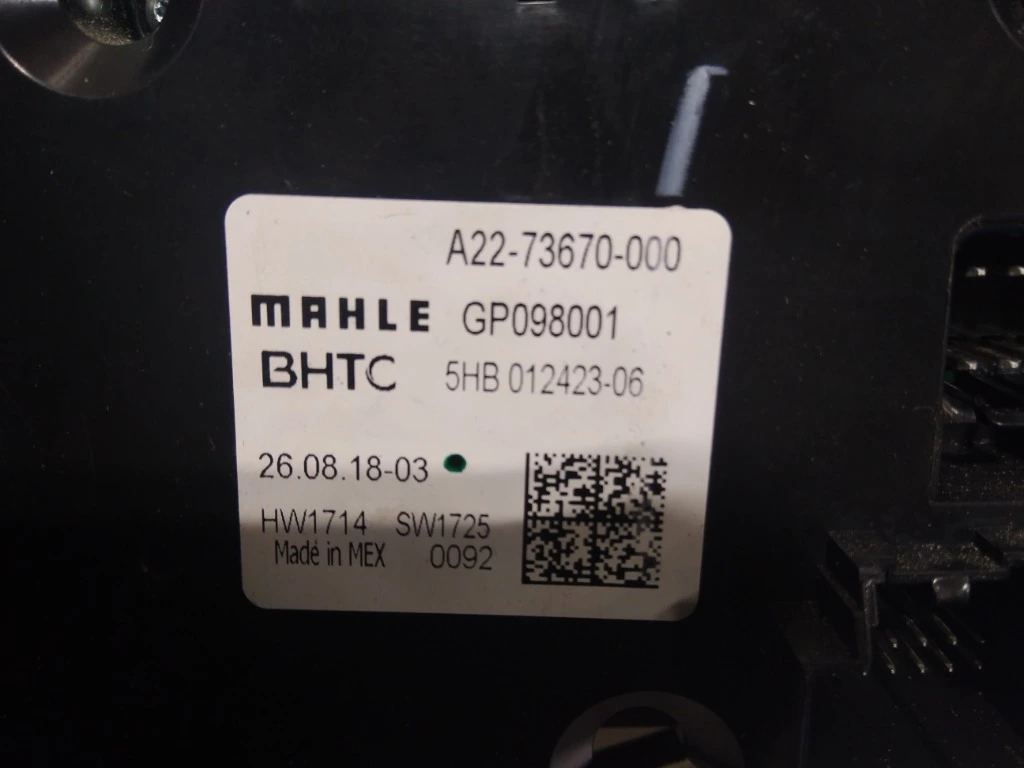 A22-73670-000
MAHLE GP098001
BHTC 5HB 012423-06
26.08.18-03
HW1714 SW1725
Made in MEX 0092